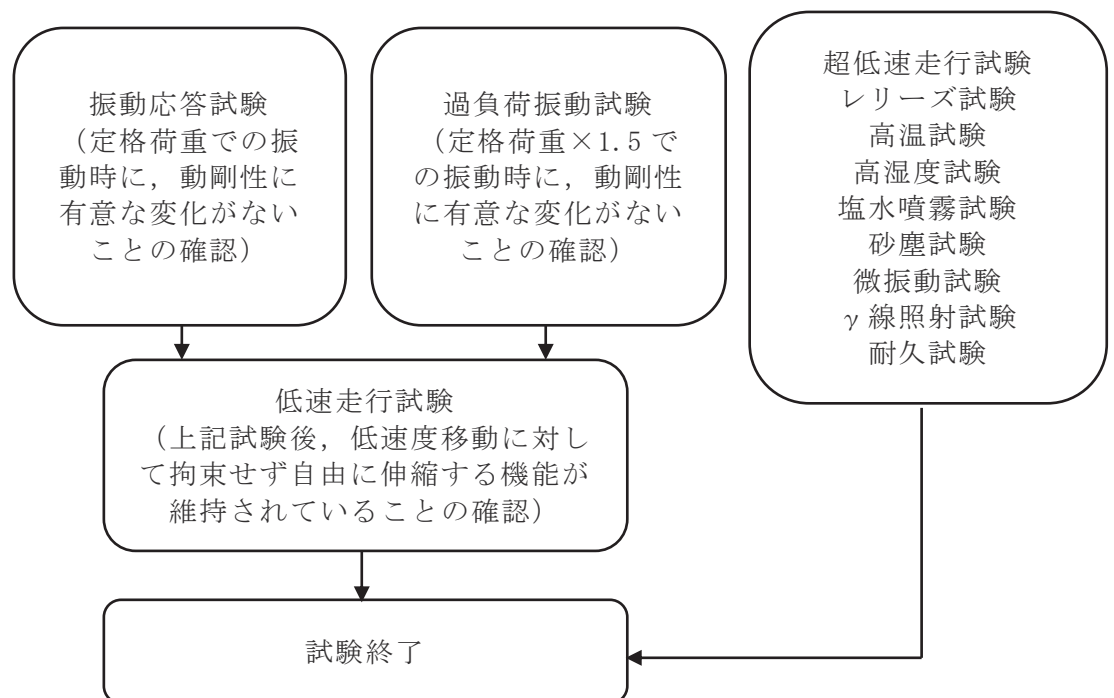 振動応答試験
（定格荷重での振
動時に，動剛性に
有意な変化がない
ことの確認）
過負荷振動試験
（定格荷重×1.5 で
の振動時に，動剛性
に有意な変化がない
ことの確認）
超低速走行試験
レリーズ試験
高温試験
高湿度試験
塩水噴霧試験
砂塵試験
微振動試験
γ線照射試験
耐久試験
低速走行試験
（上記試験後，低速度移動に対し
て拘束せず自由に伸縮する機能が
維持されていることの確認）
試験終了